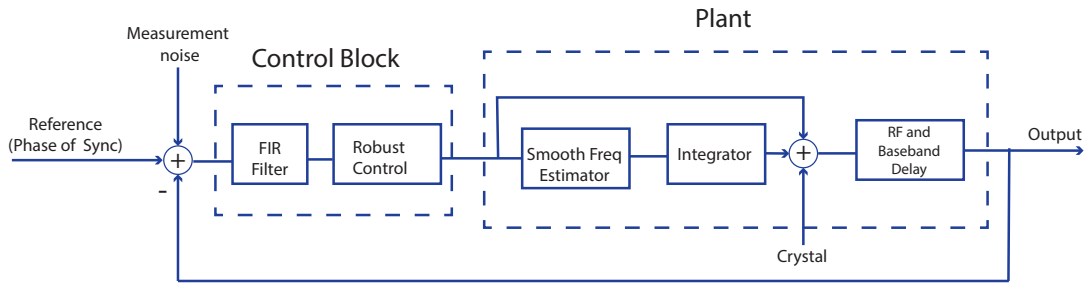 Plant
Measurement
noise
Control Block
Reference
(Phase of Sync)
+
-
FIR
Filter
Robust
Control
Smooth Freq
Estimator
Integrator
+
RF and
Baseband
Delay
Output
Crystal